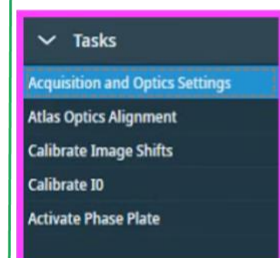 Tasks
Acquisition and Optics Settings
Atlas Optics Alignment
Calibrate Image Shifts
Calibrate I0
Activate Phase Plate